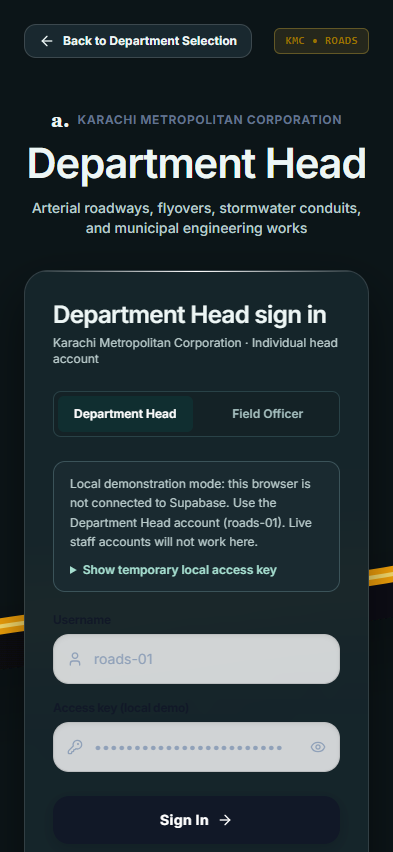 ← Back to Department Selection
KMC • ROADS
a. KARACHI METROPOLITAN CORPORATION
Department Head
Arterial roadways, flyovers, stormwater conduits,
and municipal engineering works
Department Head sign in
Karachi Metropolitan Corporation · Individual head
account
Department Head
Field Officer
Local demonstration mode: this browser is
not connected to Supabase. Use the
Department Head account (roads-01). Live
staff accounts will not work here.
▶ Show temporary local access key
Username
roads-01
Access key (local demo)
••••••••••••••••••••••••
Sign In →